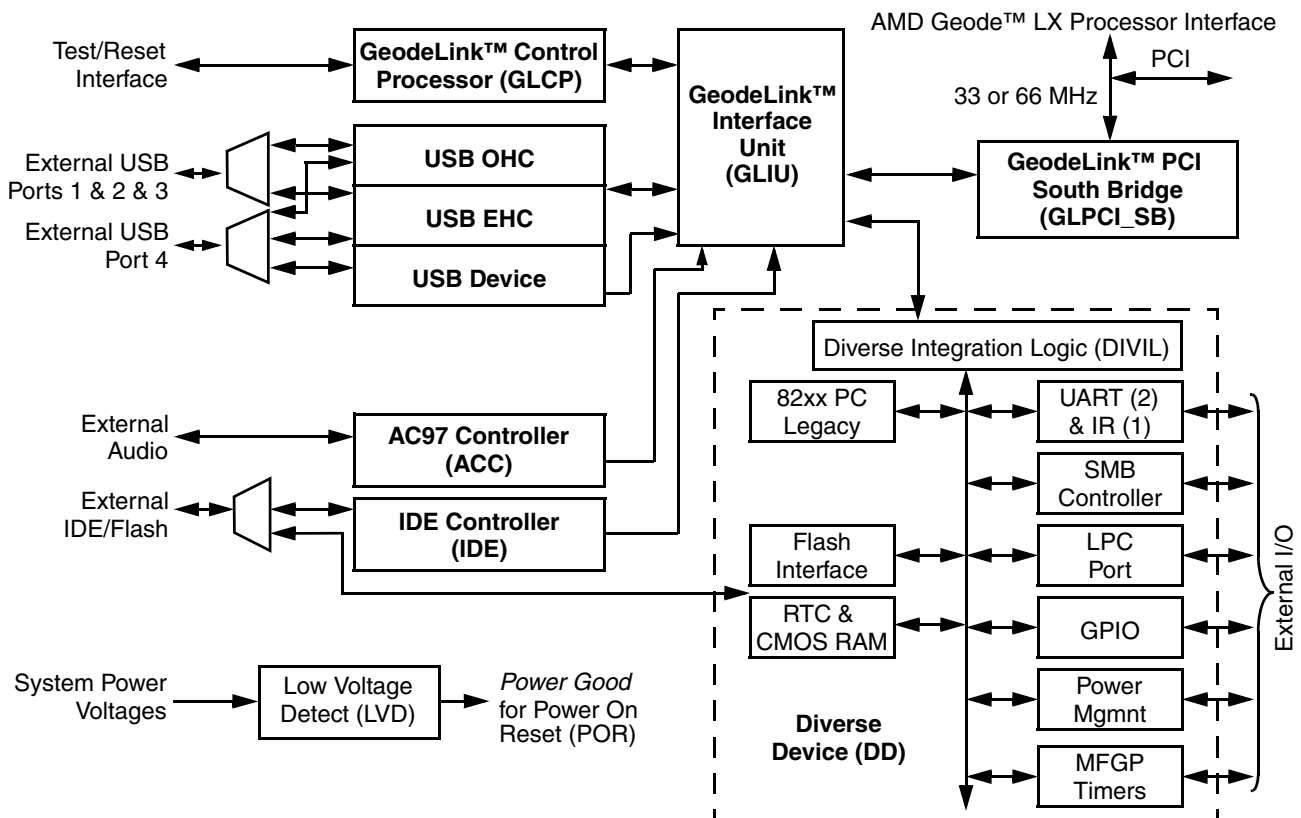 AMD Geode™ LX Processor Interface
PCI
33 or 66 MHz
Test/Reset
Interface
GeodeLink™ Control
Processor (GLCP)
GeodeLink™
Interface
Unit
(GLIU)
GeodeLink™ PCI
South Bridge
(GLPCI_SB)
External USB
Ports 1 & 2 & 3
External USB
Port 4
USB OHC
USB EHC
USB Device
Diverse Integration Logic (DIVIL)
External
Audio
AC97 Controller
(ACC)
External
IDE/Flash
IDE Controller
(IDE)
82xx PC
Legacy
UART (2)
& IR (1)
SMB
Controller
Flash
Interface
LPC
Port
RTC &
CMOS RAM
GPIO
Power
Mgmnt
MFGP
Timers
External I/O
Diverse
Device (DD)
System Power
Voltages
Low Voltage
Detect (LVD)
Power Good
for Power On
Reset (POR)